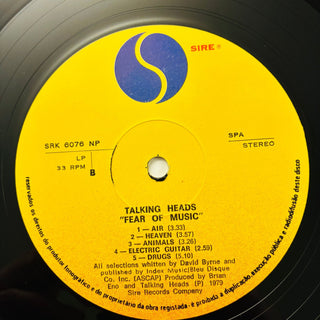 SIRE®
SRK 6076 NP
LP
33 RPM
B
SPA
STEREO
TALKING HEADS
"FEAR OF MUSIC"
1 — AIR (3.33)
2 — HEAVEN (3.57)
3 — ANIMALS (3.26)
4 — ELECTRIC GUITAR (2.59)
5 — DRUGS (5.10)
All selections written by David Byrne and
published by Index Music/Bleu Disque
Co. Inc. (ASCAP) Produced by Brian
Eno and Talking Heads (P) 1979
Sire Records Company
reservados os direitos do produtor fonográfico e do proprietário da obra registada. é proibida a duplicação, execução pública e radiodifusão deste disco